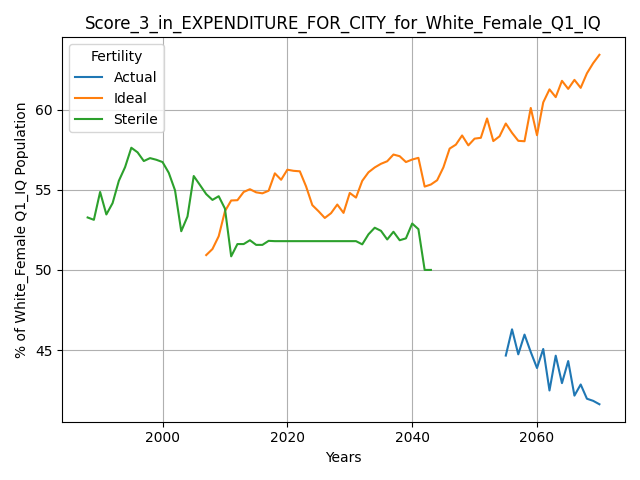 Score_3_in_EXPENDITURE_FOR_CITY_for_White_Female_Q1_IQ
Fertility
Actual
Ideal
Sterile
% of White_Female Q1_IQ Population
60
55
50
45
2000
2020
2040
2060
Years